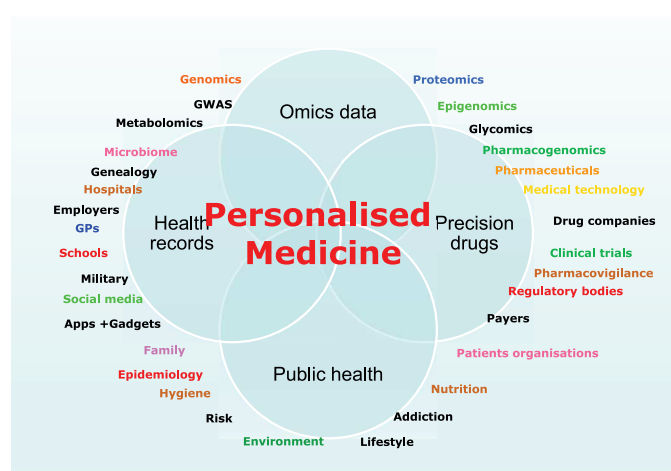 Genomics
Proteomics
GWAS
Epigenomics
Omics data
Metabolomics
Glycomics
Microbiome
Pharmacogenomics
Genealogy
Pharmaceuticals
Hospitals
Medical technology
Employers
Health
records
Personalised
Medicine
Precision
drugs
Drug companies
GPs
Schools
Clinical trials
Military
Pharmacovigilance
Social media
Regulatory bodies
Apps +Gadgets
Payers
Family
Patients organisations
Epidemiology
Public health
Hygiene
Nutrition
Risk
Addiction
Environment
Lifestyle